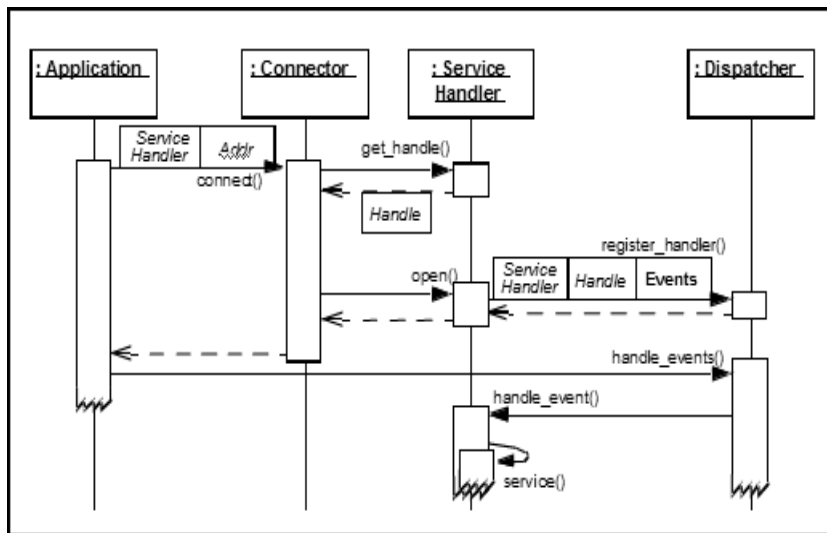 : Application
: Connector
: Service
Handler
: Dispatcher
Service
Handler
Addr
connect()
get_handle()
Handle
register_handler()
open()
Service
Handler
Handle
Events
handle_events()
handle_event()
service()